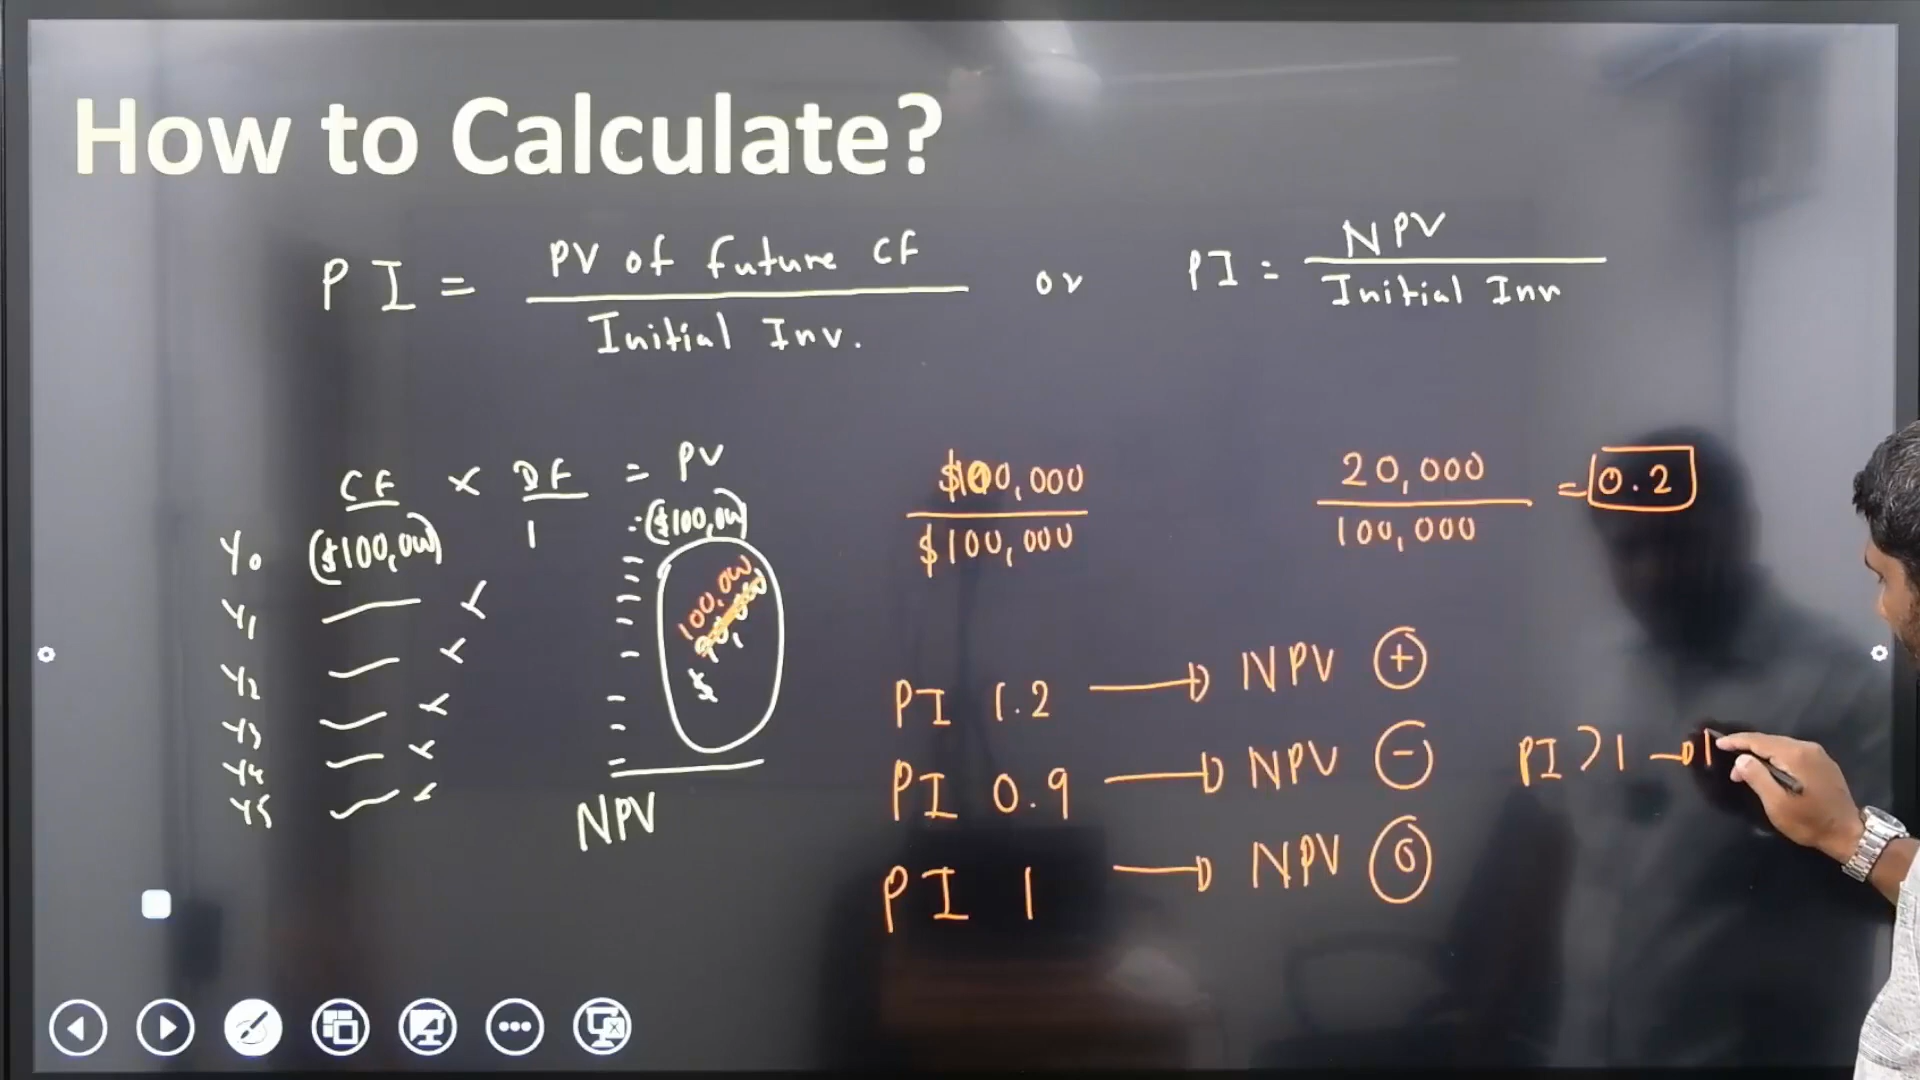 How to Calculate?
PI = PV of future CF / Initial Inv. or PI = NPV / Initial Inv
CF x DF = PV
Y0 ($100,000) 1 = ($100,000)
Y1
Y2
Y3
Y4
Y5
100,000
$
NPV
$100,000 / $100,000
20,000 / 100,000 = 0.2
PI 1.2 → NPV +
PI 0.9 → NPV -
PI 1 → NPV 0
PI > 1 →